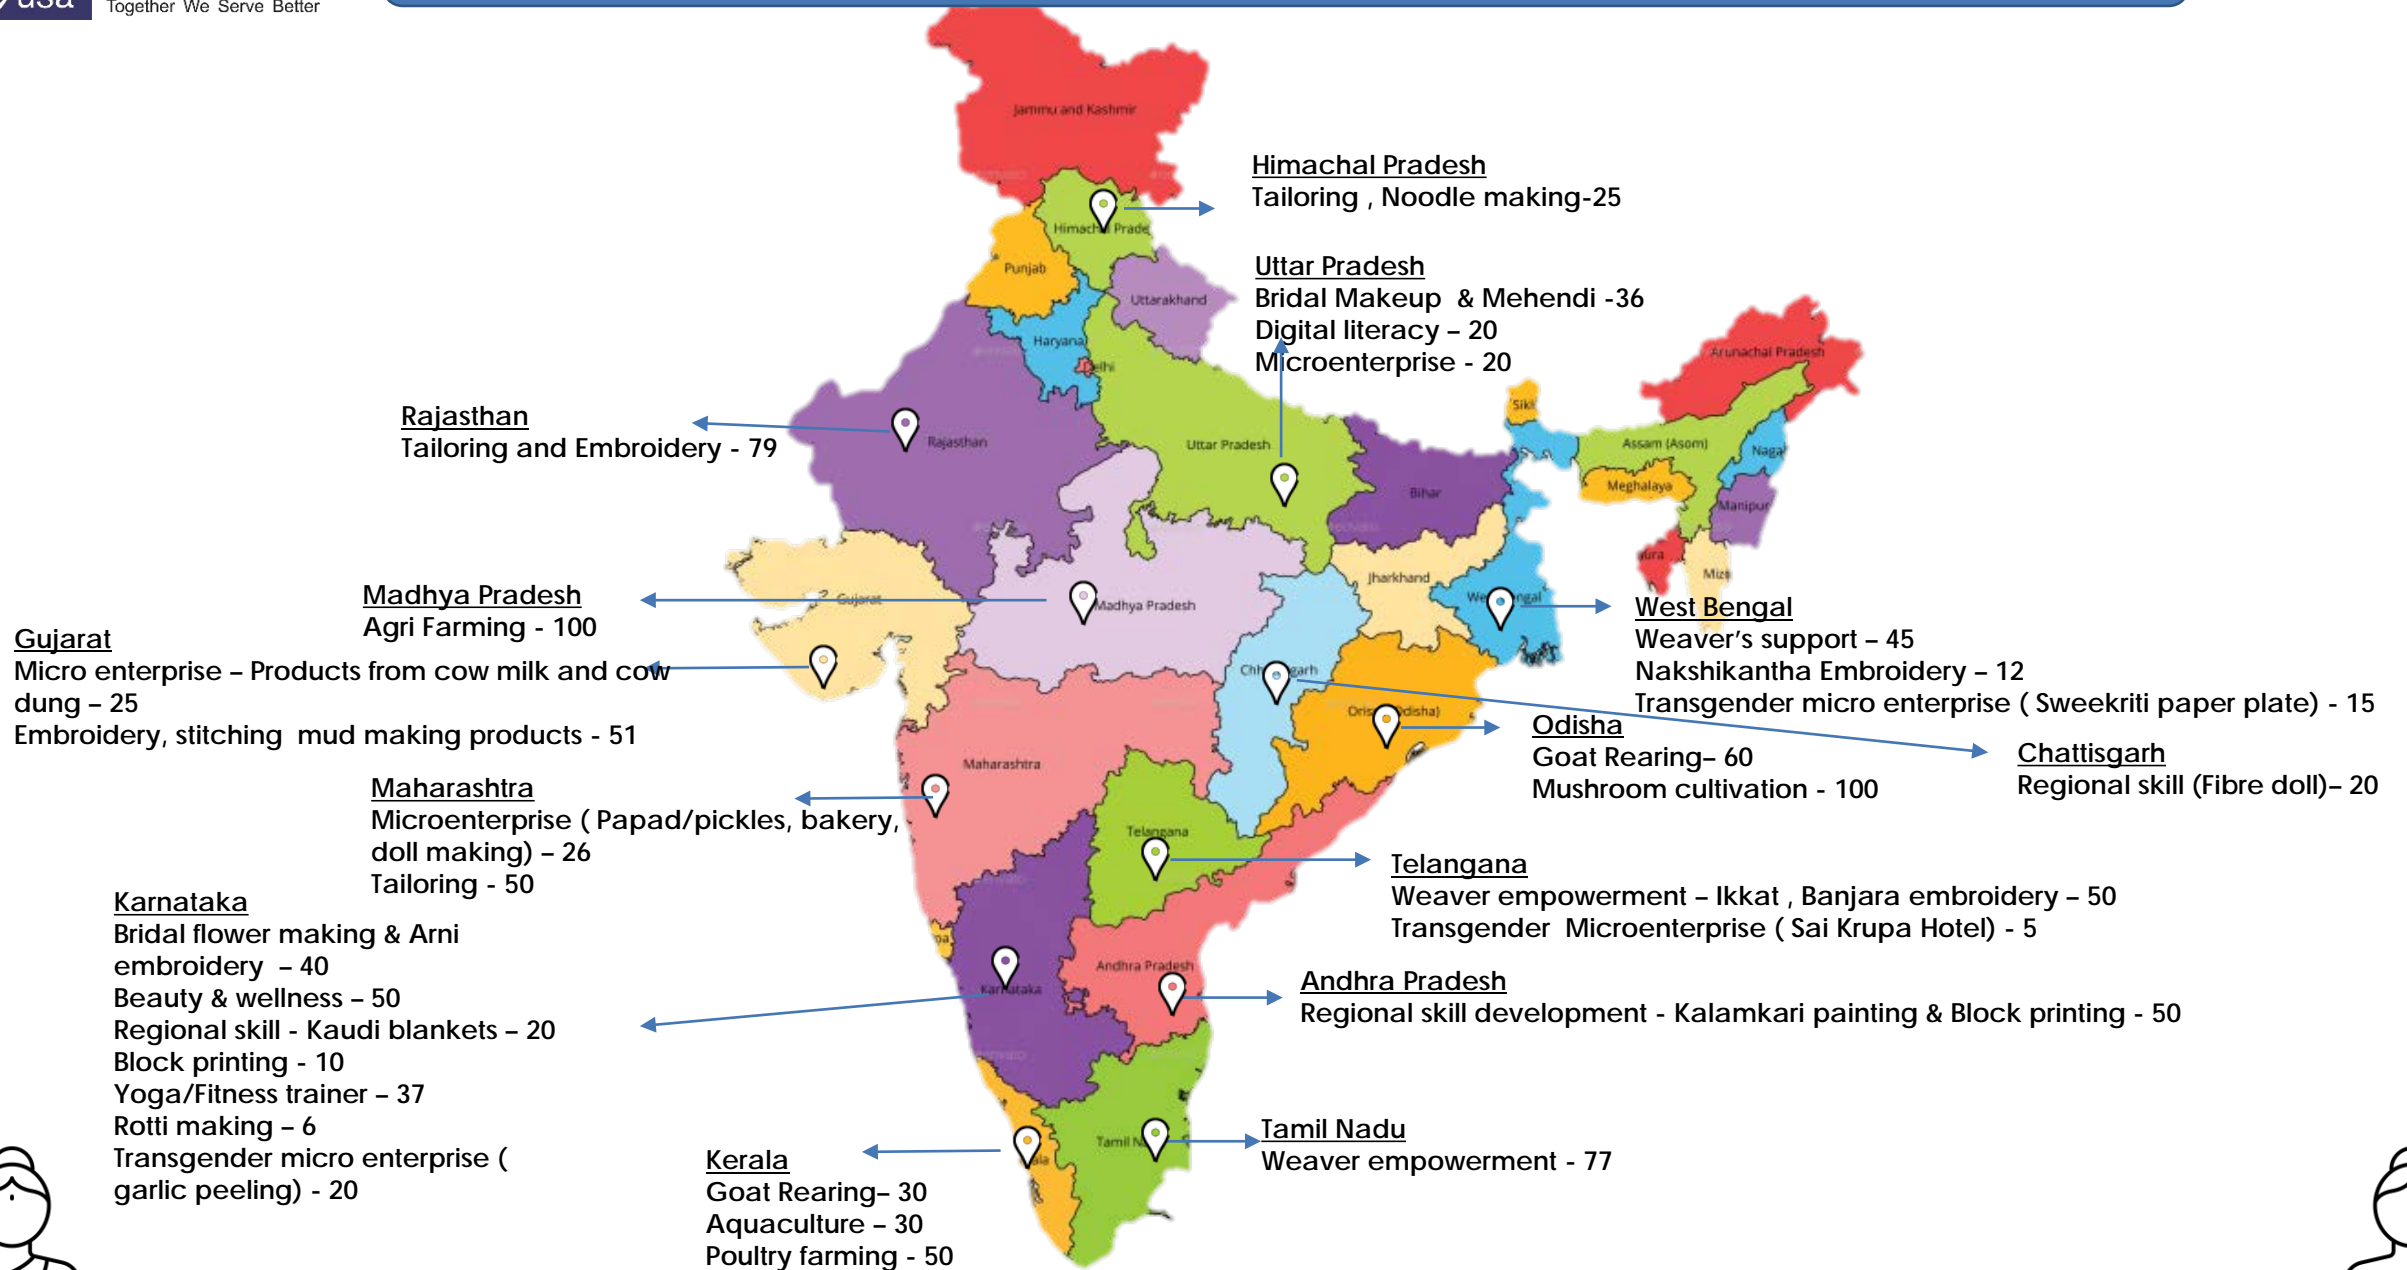 usa
Together We Serve Better
Jammu and Kashmir
Himachal Pradesh
Tailoring , Noodle making-25
Punjab
Uttarakhand
Uttar Pradesh
Bridal Makeup & Mehendi -36
Digital literacy – 20
Microenterprise - 20
Haryana
Arunachal Pradesh
Rajasthan
Tailoring and Embroidery - 79
Rajasthan
Uttar Pradesh
Bihar
Assam (Asom)
Meghalaya
Manipur
Madhya Pradesh
Agri Farming - 100
Gujarat
Madhya Pradesh
Jharkhand
Gujarat
Micro enterprise – Products from cow milk and cow
dung – 25
Embroidery, stitching mud making products - 51
West Bengal
Weaver's support – 45
Nakshikantha Embroidery – 12
Transgender micro enterprise ( Sweekriti paper plate) - 15
Odisha
Goat Rearing– 60
Mushroom cultivation - 100
Chattisgarh
Regional skill (Fibre doll)– 20
Maharashtra
Maharashtra
Microenterprise ( Papad/pickles, bakery,
doll making) – 26
Tailoring - 50
Telangana
Telangana
Weaver empowerment – Ikkat , Banjara embroidery – 50
Transgender Microenterprise ( Sai Krupa Hotel) - 5
Karnataka
Bridal flower making & Arni
embroidery – 40
Beauty & wellness – 50
Regional skill - Kaudi blankets – 20
Block printing - 10
Yoga/Fitness trainer – 37
Rotti making – 6
Transgender micro enterprise (
garlic peeling) - 20
Andhra Pradesh
Andhra Pradesh
Regional skill development - Kalamkari painting & Block printing - 50
Kerala
Goat Rearing– 30
Aquaculture – 30
Poultry farming - 50
Tamil Nadu
Weaver empowerment - 77